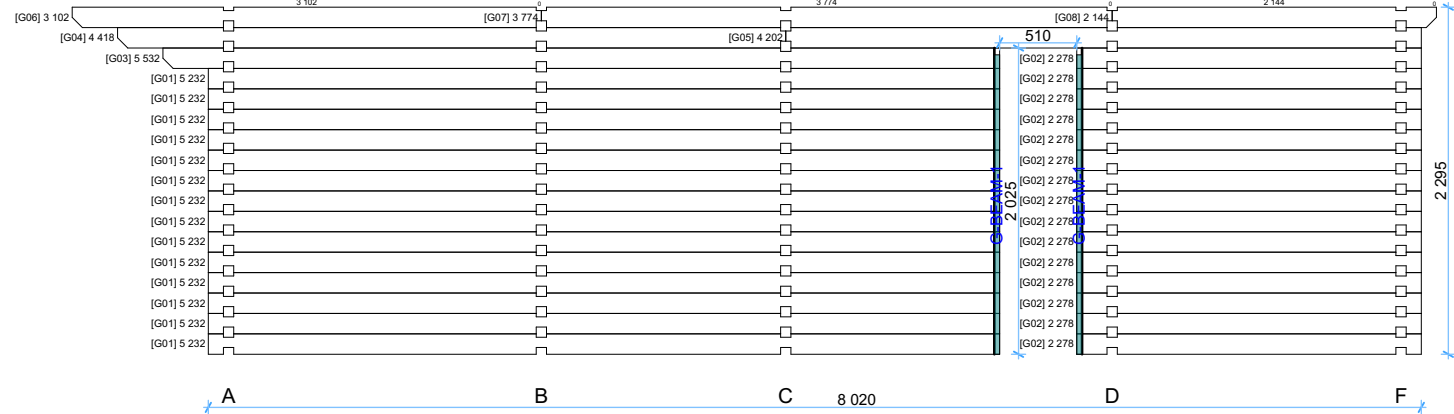 3 102 0 3 774 0 2 144 0
[G06] 3 102 [G07] 3 774 [G08] 2 144
[G04] 4 418 [G05] 4 202 510
[G03] 5 532 [G02] 2 278
[G01] 5 232 [G02] 2 278
[G01] 5 232 [G02] 2 278
[G01] 5 232 [G02] 2 278
[G01] 5 232 [G02] 2 278
[G01] 5 232 [G02] 2 278
[G01] 5 232 [G02] 2 278
[G01] 5 232 [G02] 2 278
[G01] 5 232 [G02] 2 278
[G01] 5 232 [G02] 2 278
[G01] 5 232 [G02] 2 278
[G01] 5 232 [G02] 2 278
[G01] 5 232 [G02] 2 278
[G01] 5 232 [G02] 2 278
[G01] 5 232 [G02] 2 278
G-BEAM-1
2 025
G-BEAM-1
2 295
A B C D F
8 020